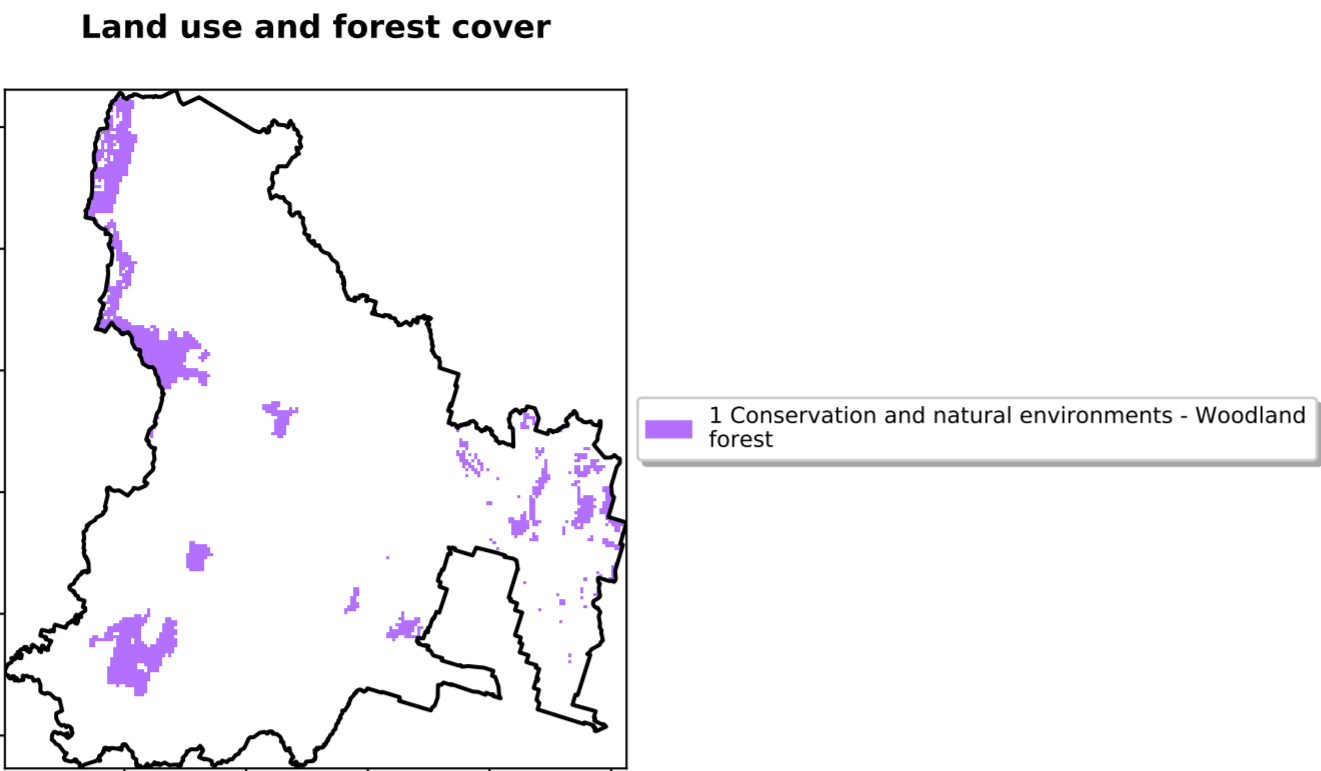 Land use and forest cover
1 Conservation and natural environments - Woodland
forest